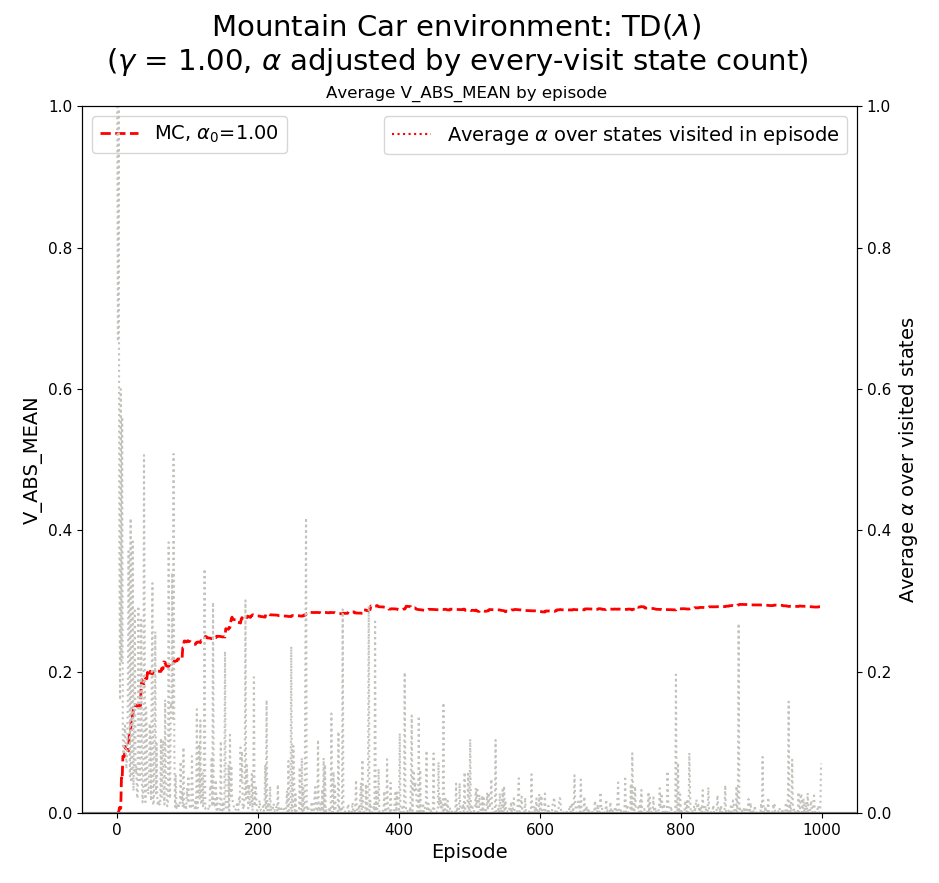 Mountain Car environment: TD(λ)
(γ = 1.00, α adjusted by every-visit state count)
Average V_ABS_MEAN by episode
MC, α₀=1.00
Average α over states visited in episode
1.0
0.8
0.6
0.4
0.2
0.0
V_ABS_MEAN
1.0
0.8
0.6
0.4
0.2
0.0
Average α over visited states
0 200 400 600 800 1000
Episode